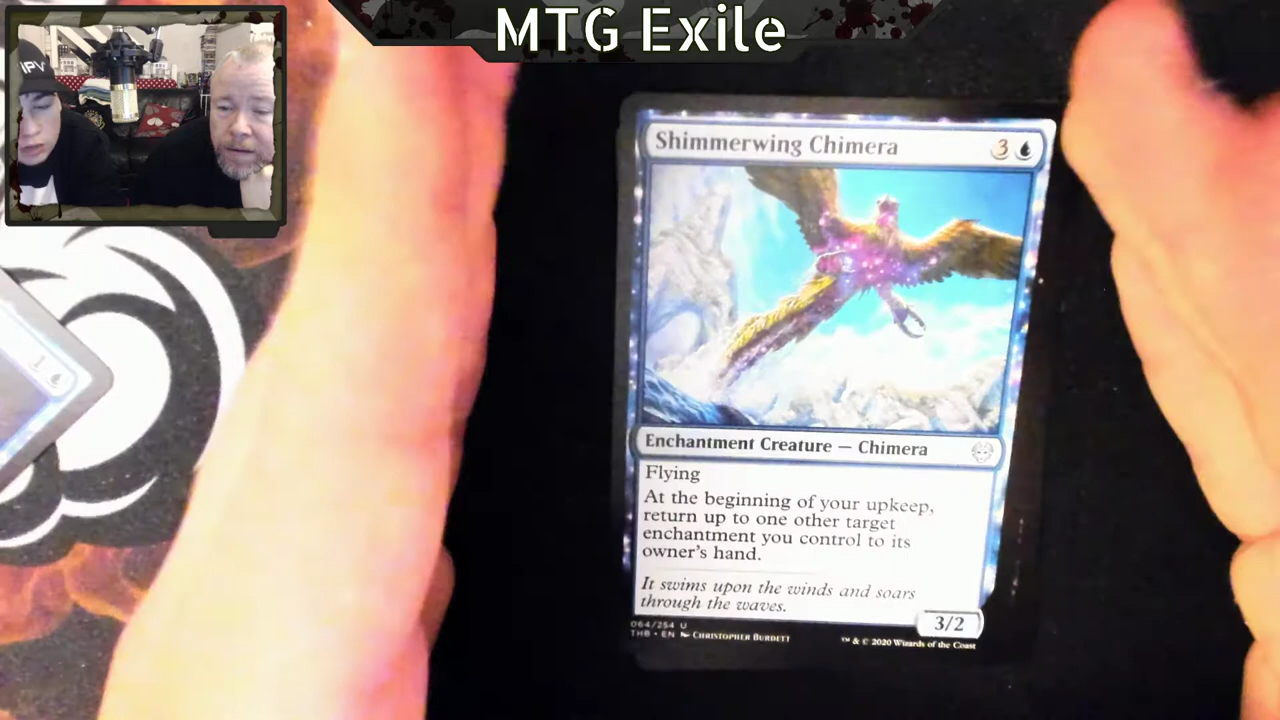 MTG Exile
IPV
Shimmerwing Chimera 3
1
Enchantment Creature — Chimera
Flying
At the beginning of your upkeep,
return up to one other target
enchantment you control to its
owner's hand.
It swims upon the winds and soars
through the waves.
3/2
064/254 U
THB • EN Christopher Burdett
™ & © 2020 Wizards of the Coast